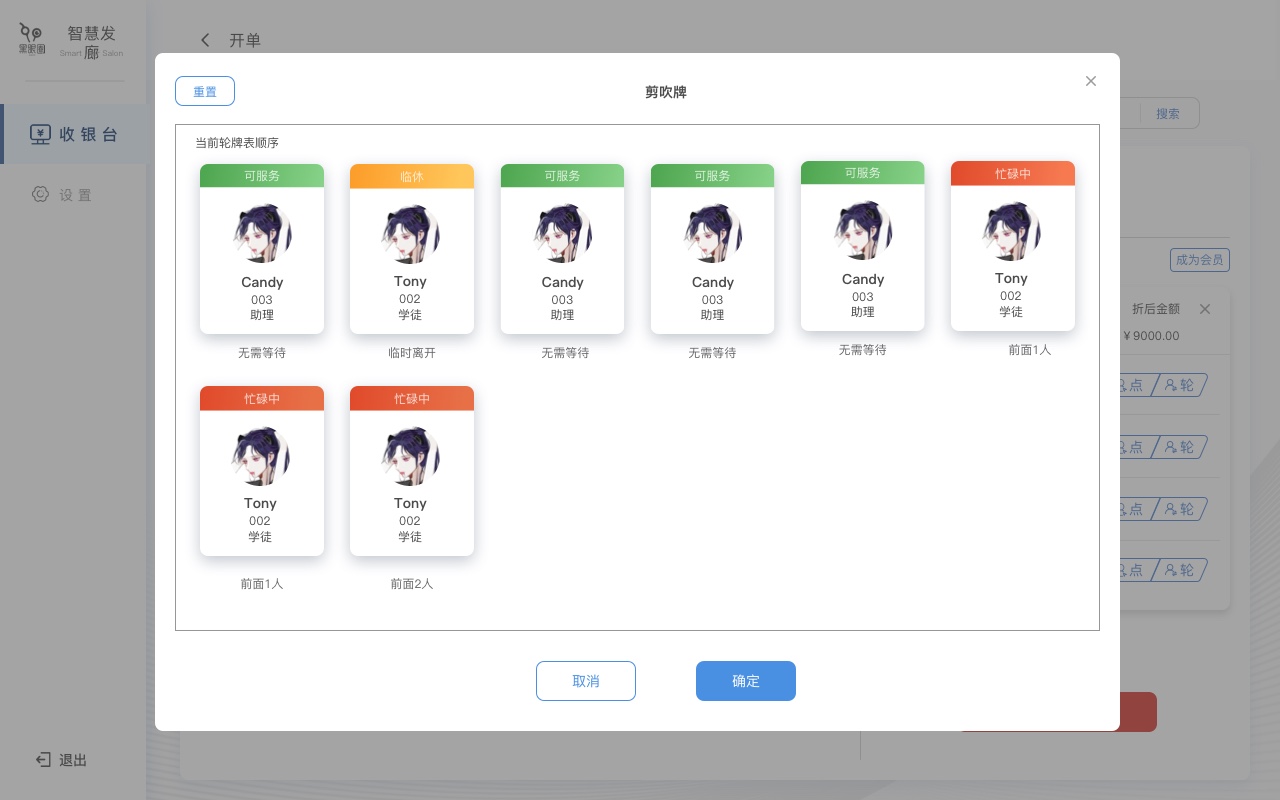 黑眼圈
智慧发廊
Smart Salon
开单
收银台
设置
退出
搜索
成为会员
折后金额
¥9000.00
点 轮
点 轮
点 轮
点 轮
重置
剪吹牌
当前轮牌表顺序
可服务
Candy
003
助理
无需等待
临休
Tony
002
学徒
临时离开
可服务
Candy
003
助理
无需等待
可服务
Candy
003
助理
无需等待
可服务
Candy
003
助理
无需等待
忙碌中
Tony
002
学徒
前面1人
忙碌中
Tony
002
学徒
前面1人
忙碌中
Tony
002
学徒
前面2人
取消
确定